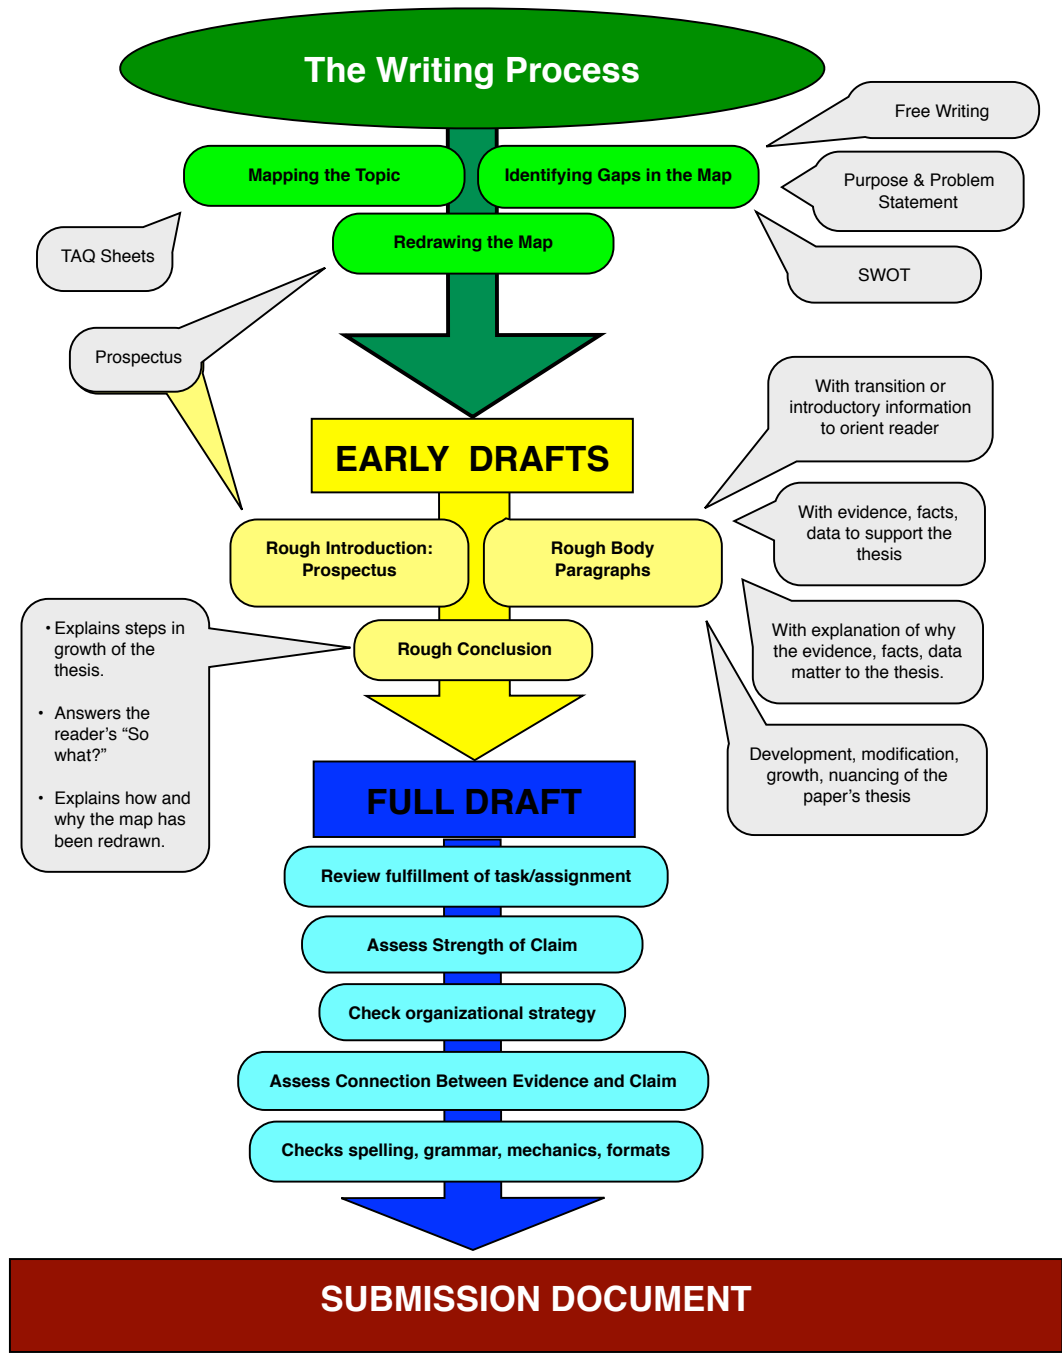 The Writing Process
Free Writing
Mapping the Topic
Identifying Gaps in the Map
Purpose & Problem
Statement
TAQ Sheets
Redrawing the Map
SWOT
Prospectus
With transition or
introductory information
to orient reader
EARLY DRAFTS
With evidence, facts,
data to support the
thesis
Rough Introduction:
Prospectus
Rough Body
Paragraphs
With explanation of why
the evidence, facts, data
matter to the thesis.
Rough Conclusion
• Explains steps in
growth of the
thesis.
• Answers the
reader's “So
what?”
• Explains how and
why the map has
been redrawn.
Development, modification,
growth, nuancing of the
paper's thesis
FULL DRAFT
Review fulfillment of task/assignment
Assess Strength of Claim
Check organizational strategy
Assess Connection Between Evidence and Claim
Checks spelling, grammar, mechanics, formats
SUBMISSION DOCUMENT